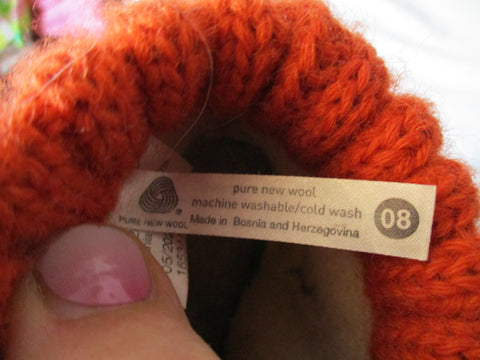 pure new wool
machine washable/cold wash
PURE NEW WOOL
Made in Bosnia and Herzegovina
08